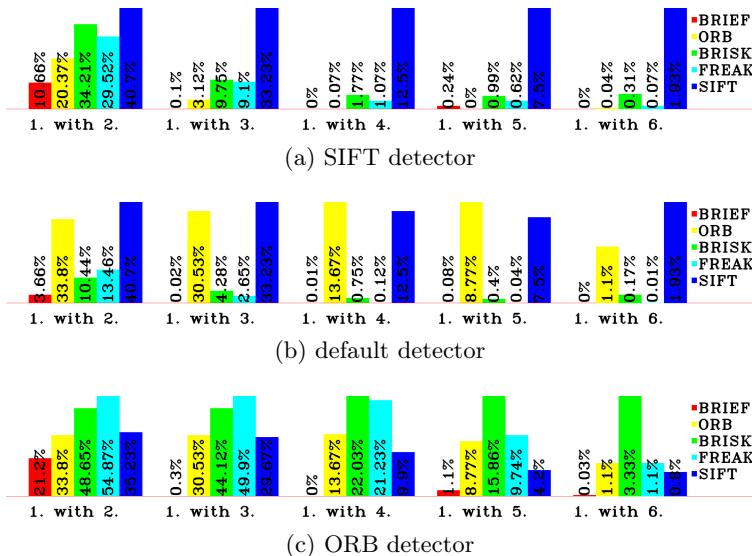 10.66% 20.37% 34.21% 29.52% 40.7%
0.1% 3.12% 9.75% 9.1% 33.23%
0% 0.07% 1.77% 1.07% 12.5%
0.24% 0% 0.99% 0.62% 7.5%
0% 0.04% 0.31% 0.07% 1.93%
BRIEF
ORB
BRISK
FREAK
SIFT
1. with 2. 1. with 3. 1. with 4. 1. with 5. 1. with 6.
(a) SIFT detector
3.66% 33.8% 10.44% 13.46% 40.7%
0.02% 30.53% 4.28% 2.65% 33.23%
0.01% 13.67% 0.75% 0.12% 12.5%
0.08% 8.77% 0.4% 0.04% 7.5%
0% 1.1% 0.17% 0.01% 1.93%
BRIEF
ORB
BRISK
FREAK
SIFT
1. with 2. 1. with 3. 1. with 4. 1. with 5. 1. with 6.
(b) default detector
21.2% 33.8% 48.65% 54.87% 35.23%
0.3% 30.53% 44.12% 49.9% 29.67%
0% 13.67% 22.03% 21.23% 9.9%
1.1% 8.77% 15.86% 9.74% 4.2%
0.03% 1.1% 3.33% 1.1% 0.8%
BRIEF
ORB
BRISK
FREAK
SIFT
1. with 2. 1. with 3. 1. with 4. 1. with 5. 1. with 6.
(c) ORB detector